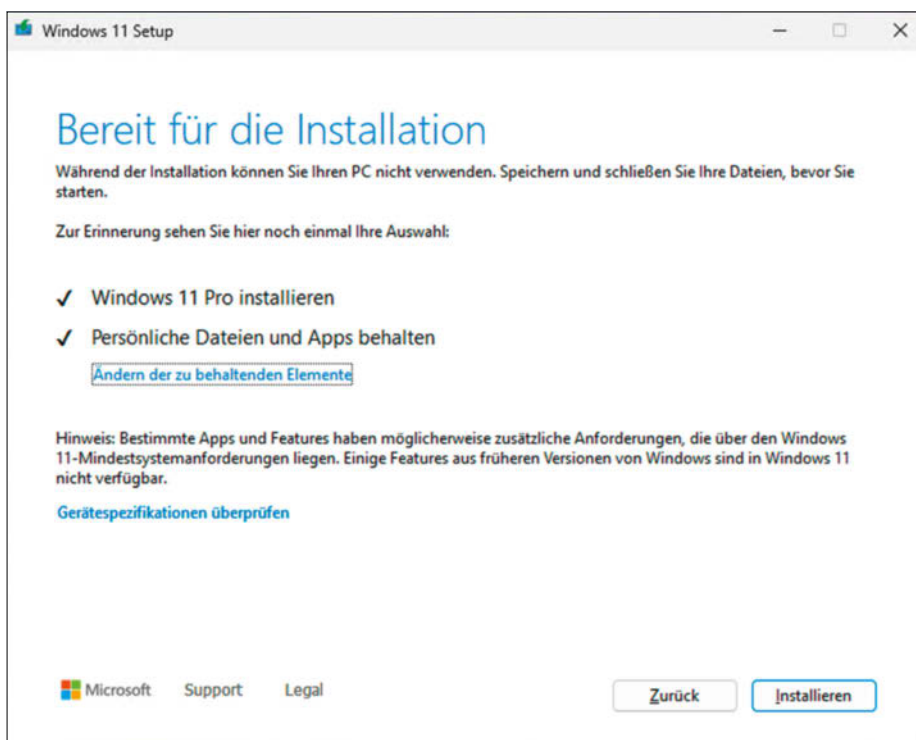 Windows 11 Setup
Bereit für die Installation
Während der Installation können Sie Ihren PC nicht verwenden. Speichern und schließen Sie Ihre Dateien, bevor Sie
starten.
Zur Erinnerung sehen Sie hier noch einmal Ihre Auswahl:
Windows 11 Pro installieren
Persönliche Dateien und Apps behalten
Ändern der zu behaltenden Elemente
Hinweis: Bestimmte Apps und Features haben möglicherweise zusätzliche Anforderungen, die über den Windows
11-Mindestsystemanforderungen liegen. Einige Features aus früheren Versionen von Windows sind in Windows 11
nicht verfügbar.
Gerätespezifikationen überprüfen
Microsoft Support Legal Zurück Installieren